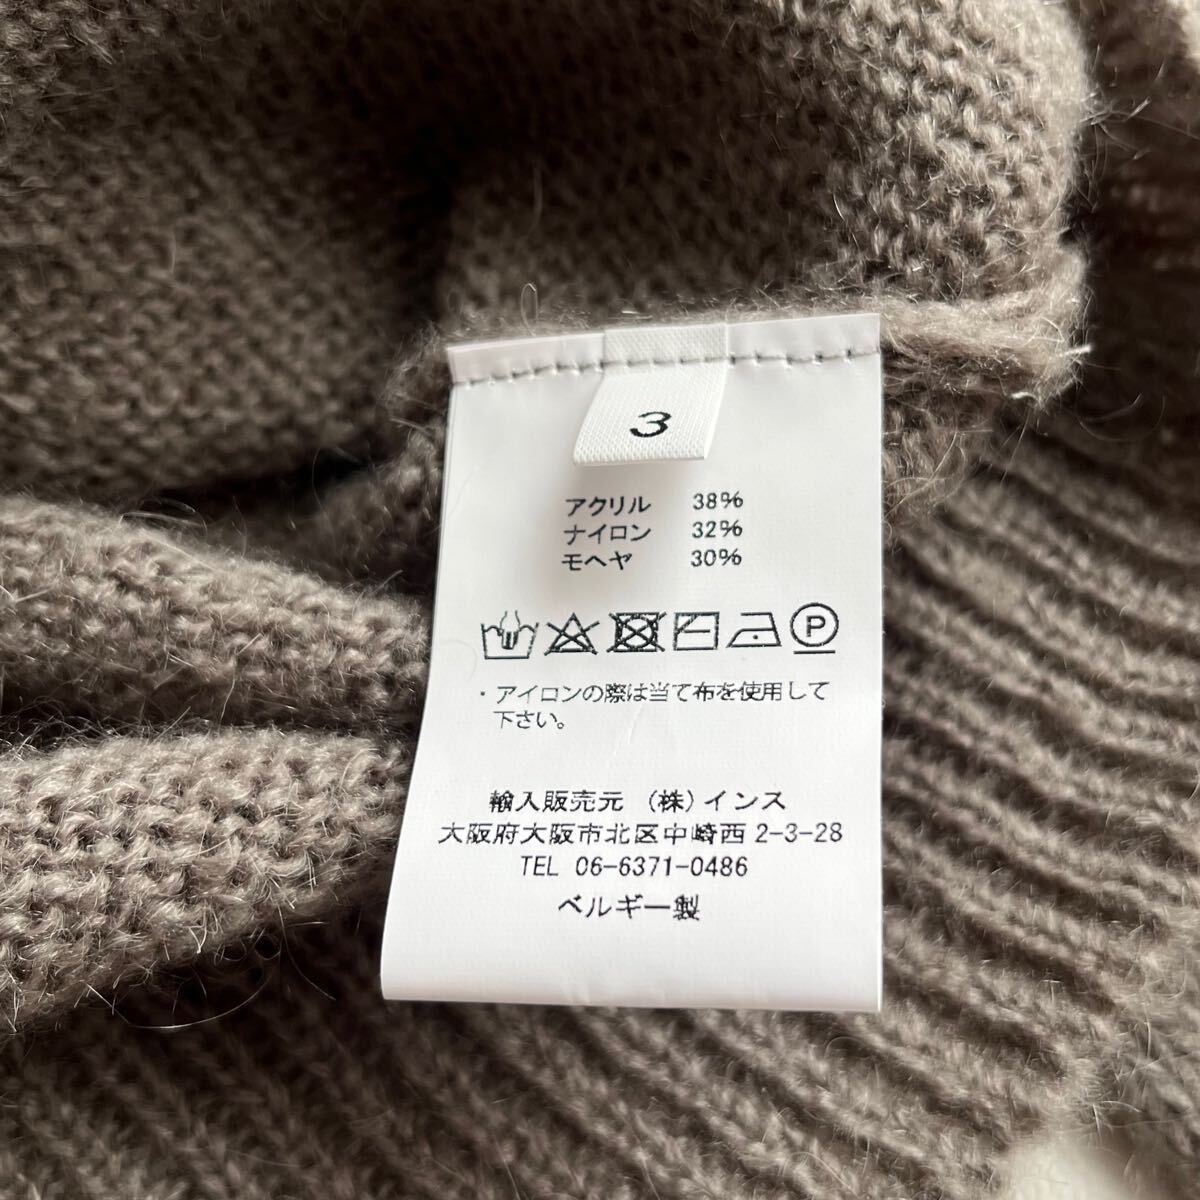 3
アクリル 38%
ナイロン 32%
モヘヤ 30%
P
・アイロンの際は当て布を使用して
下さい。
輸入販売元 (株)インス
大阪府大阪市北区中崎西2-3-28
TEL 06-6371-0486
ベルギー製